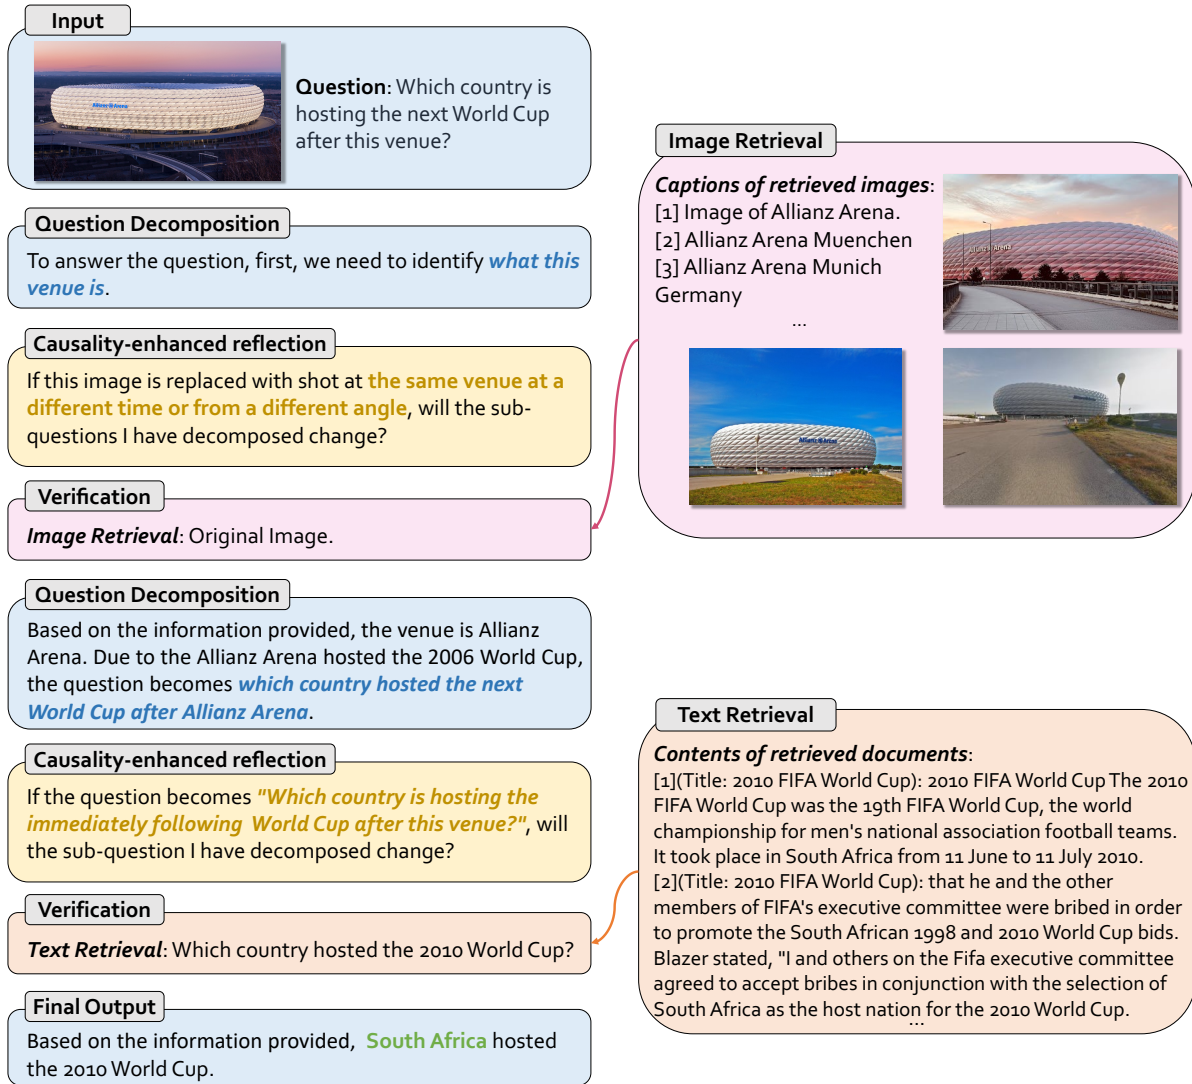 Input
Question: Which country is
hosting the next World Cup
after this venue?
Allianz Arena
Question Decomposition
To answer the question, first, we need to identify what this
venue is.
Causality-enhanced reflection
If this image is replaced with shot at the same venue at a
different time or from a different angle, will the sub-
questions I have decomposed change?
Verification
Image Retrieval: Original Image.
Question Decomposition
Based on the information provided, the venue is Allianz
Arena. Due to the Allianz Arena hosted the 2006 World Cup,
the question becomes which country hosted the next
World Cup after Allianz Arena.
Causality-enhanced reflection
If the question becomes "Which country is hosting the
immediately following World Cup after this venue?", will
the sub-question I have decomposed change?
Verification
Text Retrieval: Which country hosted the 2010 World Cup?
Final Output
Based on the information provided, South Africa hosted
the 2010 World Cup.
Image Retrieval
Captions of retrieved images:
[1] Image of Allianz Arena.
[2] Allianz Arena Muenchen
[3] Allianz Arena Munich
Germany
...
Allianz Arena
Allianz Arena
Text Retrieval
Contents of retrieved documents:
[1](Title: 2010 FIFA World Cup): 2010 FIFA World Cup The 2010
FIFA World Cup was the 19th FIFA World Cup, the world
championship for men's national association football teams.
It took place in South Africa from 11 June to 11 July 2010.
[2](Title: 2010 FIFA World Cup): that he and the other
members of FIFA's executive committee were bribed in order
to promote the South African 1998 and 2010 World Cup bids.
Blazer stated, "I and others on the Fifa executive committee
agreed to accept bribes in conjunction with the selection of
South Africa as the host nation for the 2010 World Cup.
...